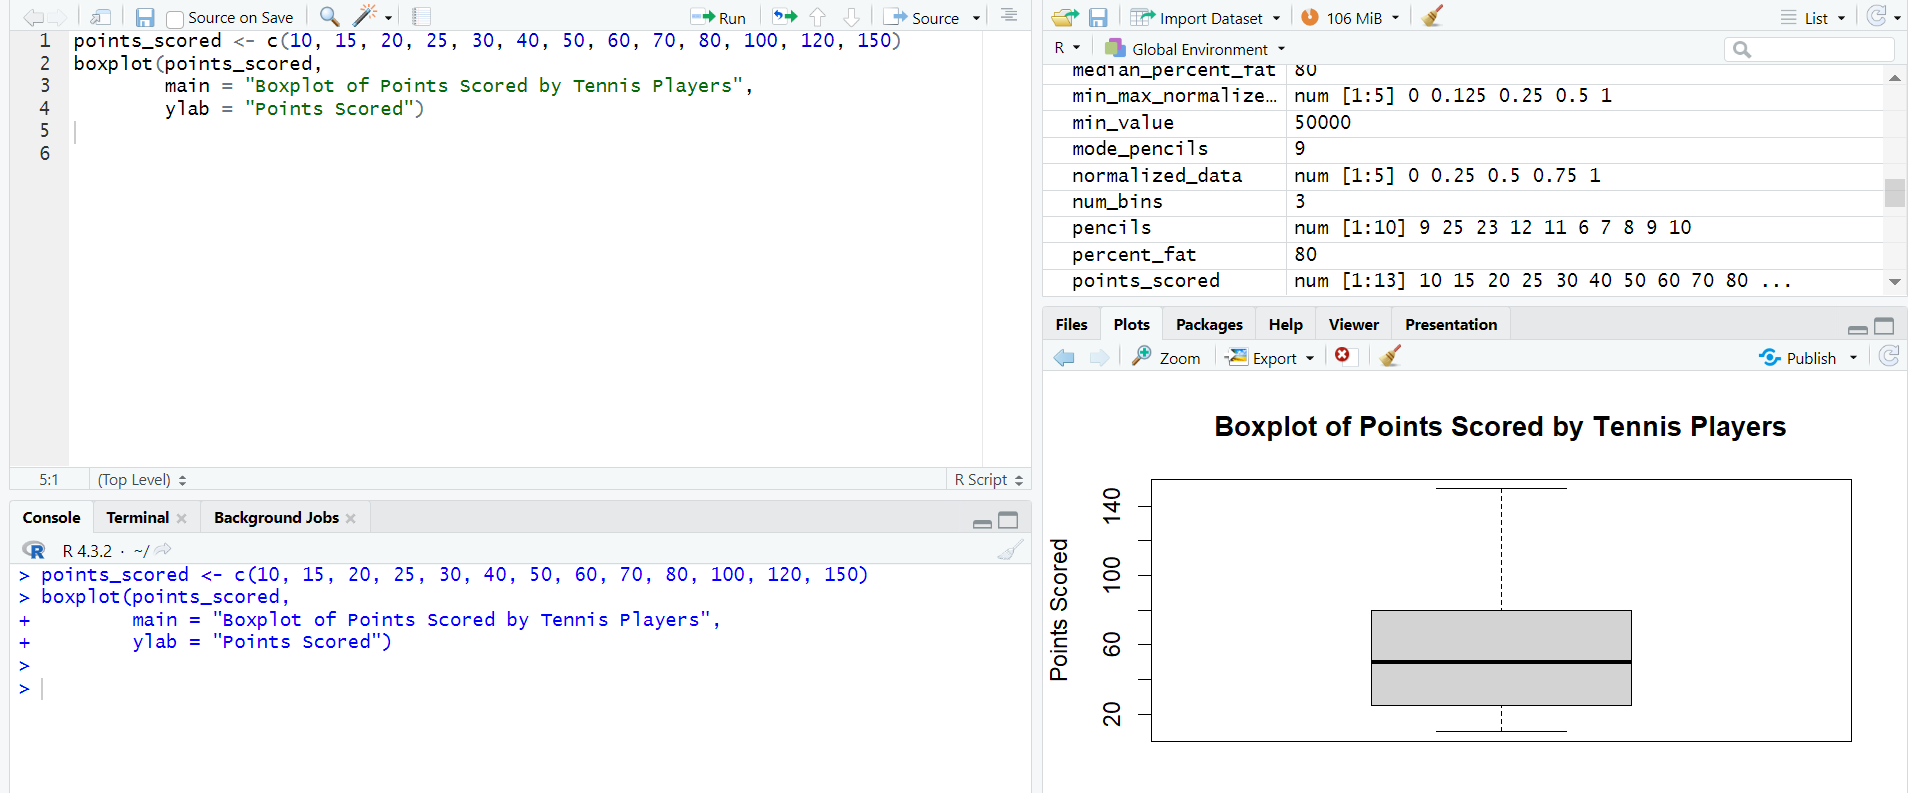 Source on Save
Run
Source
1 points_scored <- c(10, 15, 20, 25, 30, 40, 50, 60, 70, 80, 100, 120, 150)
2 boxplot(points_scored,
3         main = "Boxplot of Points Scored by Tennis Players",
4         ylab = "Points Scored")
5
6
5:1 (Top Level) R Script
Console Terminal Background Jobs
R R 4.3.2 · ~/
> points_scored <- c(10, 15, 20, 25, 30, 40, 50, 60, 70, 80, 100, 120, 150)
> boxplot(points_scored,
+         main = "Boxplot of Points Scored by Tennis Players",
+         ylab = "Points Scored")
>
>
Import Dataset 106 MiB List
R Global Environment
median_percent_fat 80
min_max_normalize… num [1:5] 0 0.125 0.25 0.5 1
min_value 50000
mode_pencils 9
normalized_data num [1:5] 0 0.25 0.5 0.75 1
num_bins 3
pencils num [1:10] 9 25 23 12 11 6 7 8 9 10
percent_fat 80
points_scored num [1:13] 10 15 20 25 30 40 50 60 70 80 ...
Files Plots Packages Help Viewer Presentation
Zoom Export Publish
Boxplot of Points Scored by Tennis Players
Points Scored
140
100
60
20